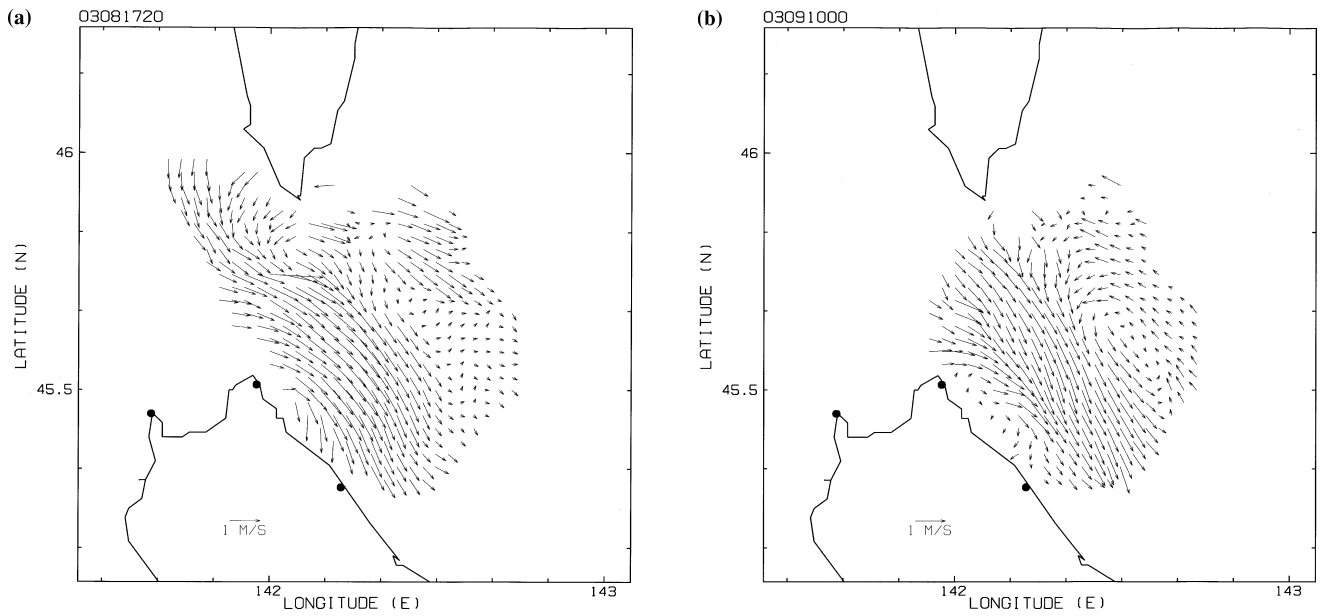 (a)
03081720
46
45.5
LATITUDE (N)
1 M/S
142
143
LONGITUDE (E)
(b)
03091000
46
45.5
LATITUDE (N)
1 M/S
142
143
LONGITUDE (E)